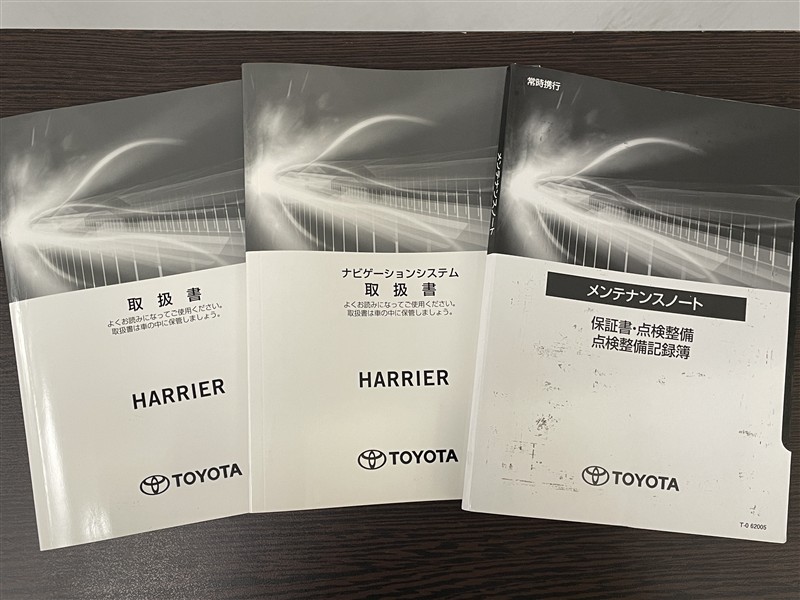 取扱書
よくお読みになってご使用ください。
取扱書は車の中に保管しましょう。
HARRIER
TOYOTA
ナビゲーションシステム
取扱書
よくお読みになってご使用ください。
取扱書は車の中に保管しましょう。
HARRIER
TOYOTA
メンテナンスノート
常時携行
メンテナンスノート
保証書・点検整備
点検整備記録簿
TOYOTA
T-0 62005